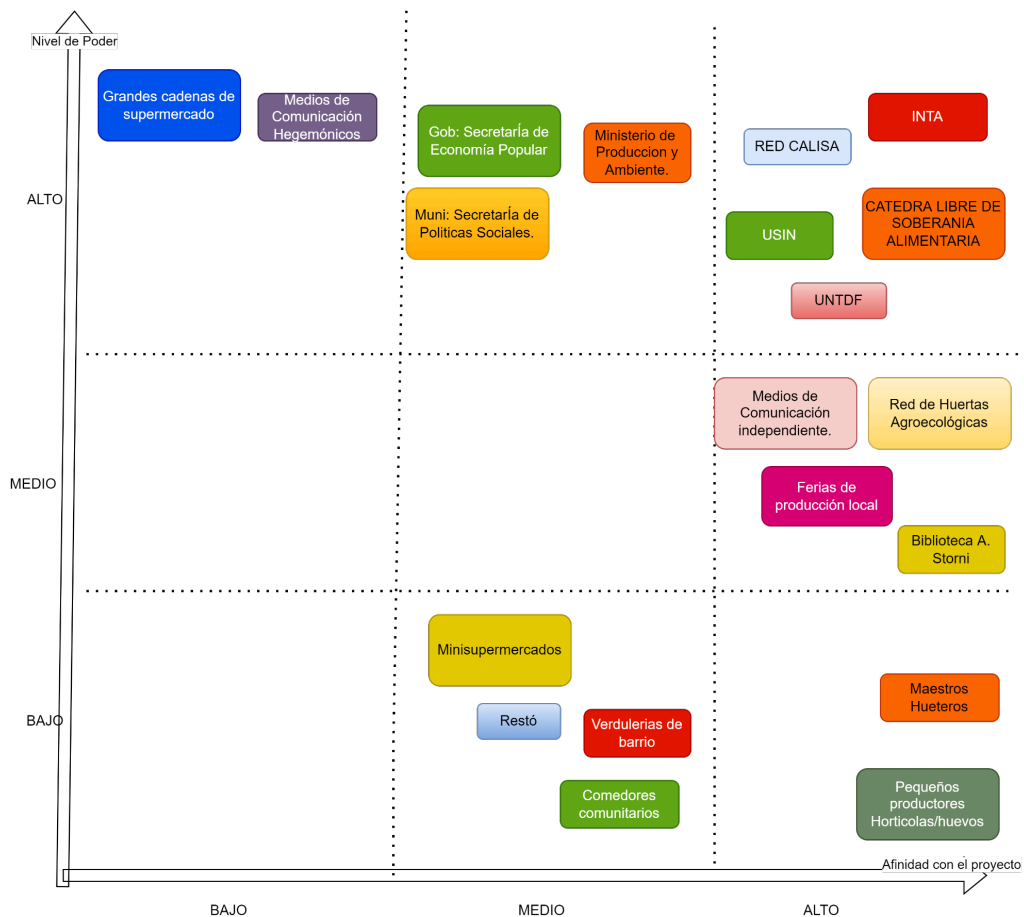 Nivel de Poder
Grandes cadenas de
supermercado
Medios de
Comunicación
Hegemónicos
Gob: SecretarÍa de
Economía Popular
Ministerio de
Produccion y
Ambiente.
RED CALISA
INTA
ALTO
Muni: SecretarÍa de
Politicas Sociales.
USIN
CATEDRA LIBRE DE
SOBERANIA
ALIMENTARIA
UNTDF
Medios de
Comunicación
independiente.
Red de Huertas
Agroecológicas
MEDIO
Ferias de
producción local
Biblioteca A.
Storni
Minisupermercados
Maestros
Hueteros
BAJO
Restó
Verdulerias de
barrio
Comedores
comunitarios
Pequeños
productores
Horticolas/huevos
Afinidad con el proyecto
BAJO
MEDIO
ALTO